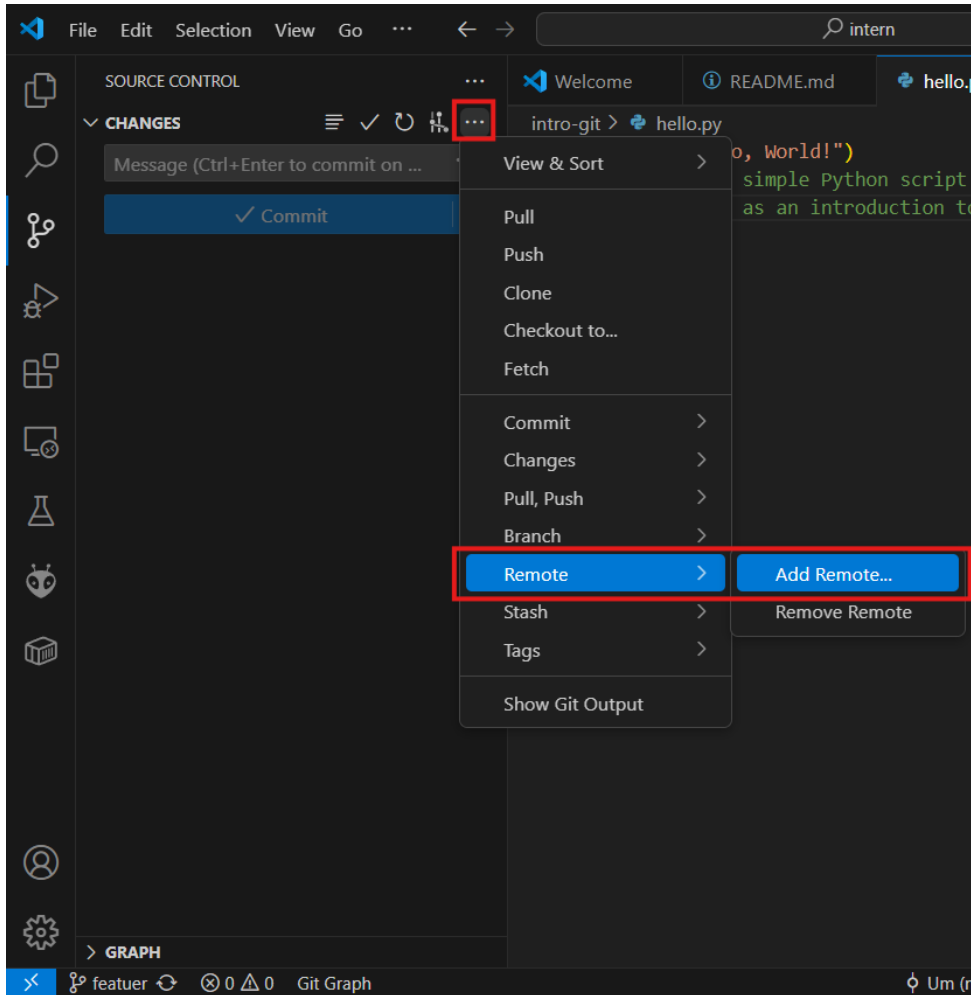 File Edit Selection View Go ··· intern
SOURCE CONTROL ···
Welcome README.md hello.
CHANGES ···
intro-git > hello.py
Message (Ctrl+Enter to commit on ...
Commit
o, World!")
simple Python script
as an introduction to
View & Sort
Pull
Push
Clone
Checkout to...
Fetch
Commit
Changes
Pull, Push
Branch
Remote
Add Remote...
Stash
Remove Remote
Tags
Show Git Output
GRAPH
featuer 0 0 Git Graph Um